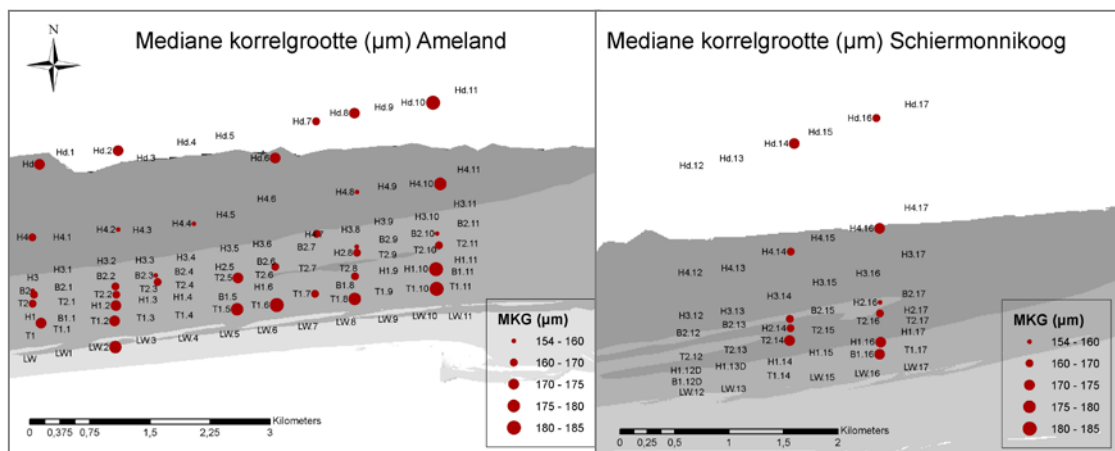 Mediane korrelgrootte (µm) Ameland
N
Hd.11
Hd.10
Hd.9
Hd.8
Hd.7
Hd.5
Hd.4
Hd.3
Hd.2
Hd.1
Hd
Hd.6
H4.11
H4.10
H4.9
H4.8
H4.6
H4.5
H4.4
H4.3
H4.2
H4.1
H4
H3.11
H3.10
H3.9
H3.8
H3.6
H3.5
H3.4
H3.3
H3.2
H3.1
H3
B2.11
B2.10
B2.9
B2.7
B2.6
B2.4
B2.3
B2.2
B2.1
B2
H2.8
H2.5
T2.11
T2.10
T2.9
T2.8
T2.7
T2.6
T2.5
T2.4
T2.3
T2.2
T2.1
T2
H1.11
H1.10
H1.9
H1.6
H1.4
H1.3
H1.2
H1
B1.11
B1.8
B1.5
B1.1
T1.11
T1.10
T1.9
T1.8
T1.7
T1.6
T1.5
T1.4
T1.3
T1.2
T1.1
T1
LW
LW1
LW.2
LW.3
LW.4
LW.5
LW.6
LW.7
LW.8
LW.9
LW.10
LW.11
MKG (µm)
154 - 160
160 - 170
170 - 175
175 - 180
180 - 185
Kilometers
0 0,375 0,75 1,5 2,25 3
Mediane korrelgrootte (µm) Schiermonnikoog
Hd.17
Hd.16
Hd.15
Hd.14
Hd.13
Hd.12
H4.17
H4.16
H4.15
H4.14
H4.13
H4.12
H3.17
H3.16
H3.15
H3.14
H3.13
H3.12
B2.17
H2.16
B2.15
B2.13
B2.12
H2.17
H2.14
T2.17
T2.16
T2.15
T2.14
T2.13
T2.12
H1.17
H1.16
H1.15
H1.14
H1.13D
H1.12D
B1.16
B1.12D
T1.17
T1.14
LW.17
LW.16
LW.15
LW.13
LW.12
MKG (µm)
154 - 160
160 - 170
170 - 175
175 - 180
180 - 185
Kilometers
0 0,25 0,5 1 2 3 4